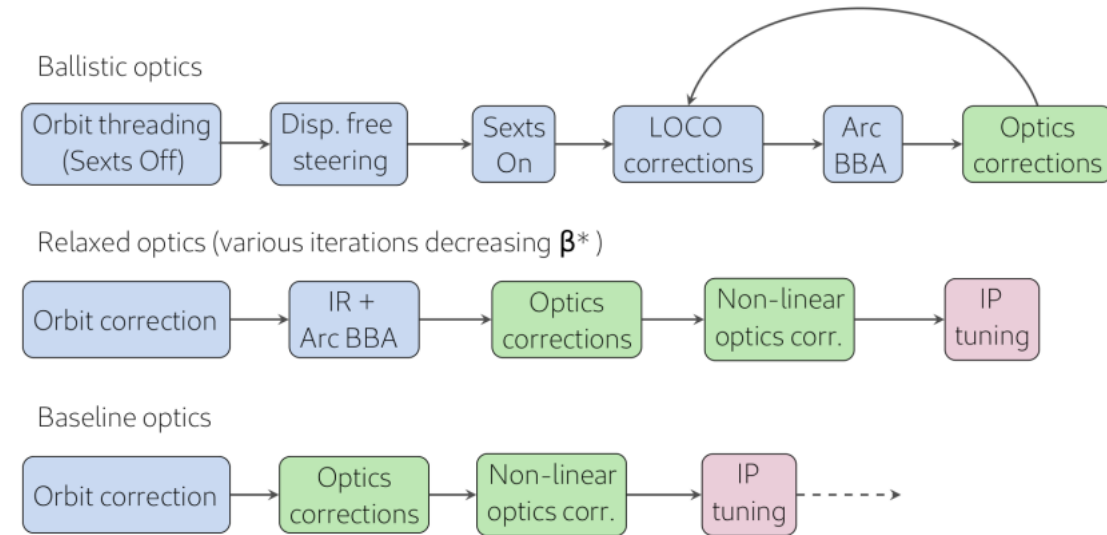 Ballistic optics
Orbit threading
(Sexts Off)
Disp. free
steering
Sexts
On
LOCO
corrections
Arc
BBA
Optics
corrections
Relaxed optics (various iterations decreasing β* )
Orbit correction
IR +
Arc BBA
Optics
corrections
Non-linear
optics corr.
IP
tuning
Baseline optics
Orbit correction
Optics
corrections
Non-linear
optics corr.
IP
tuning